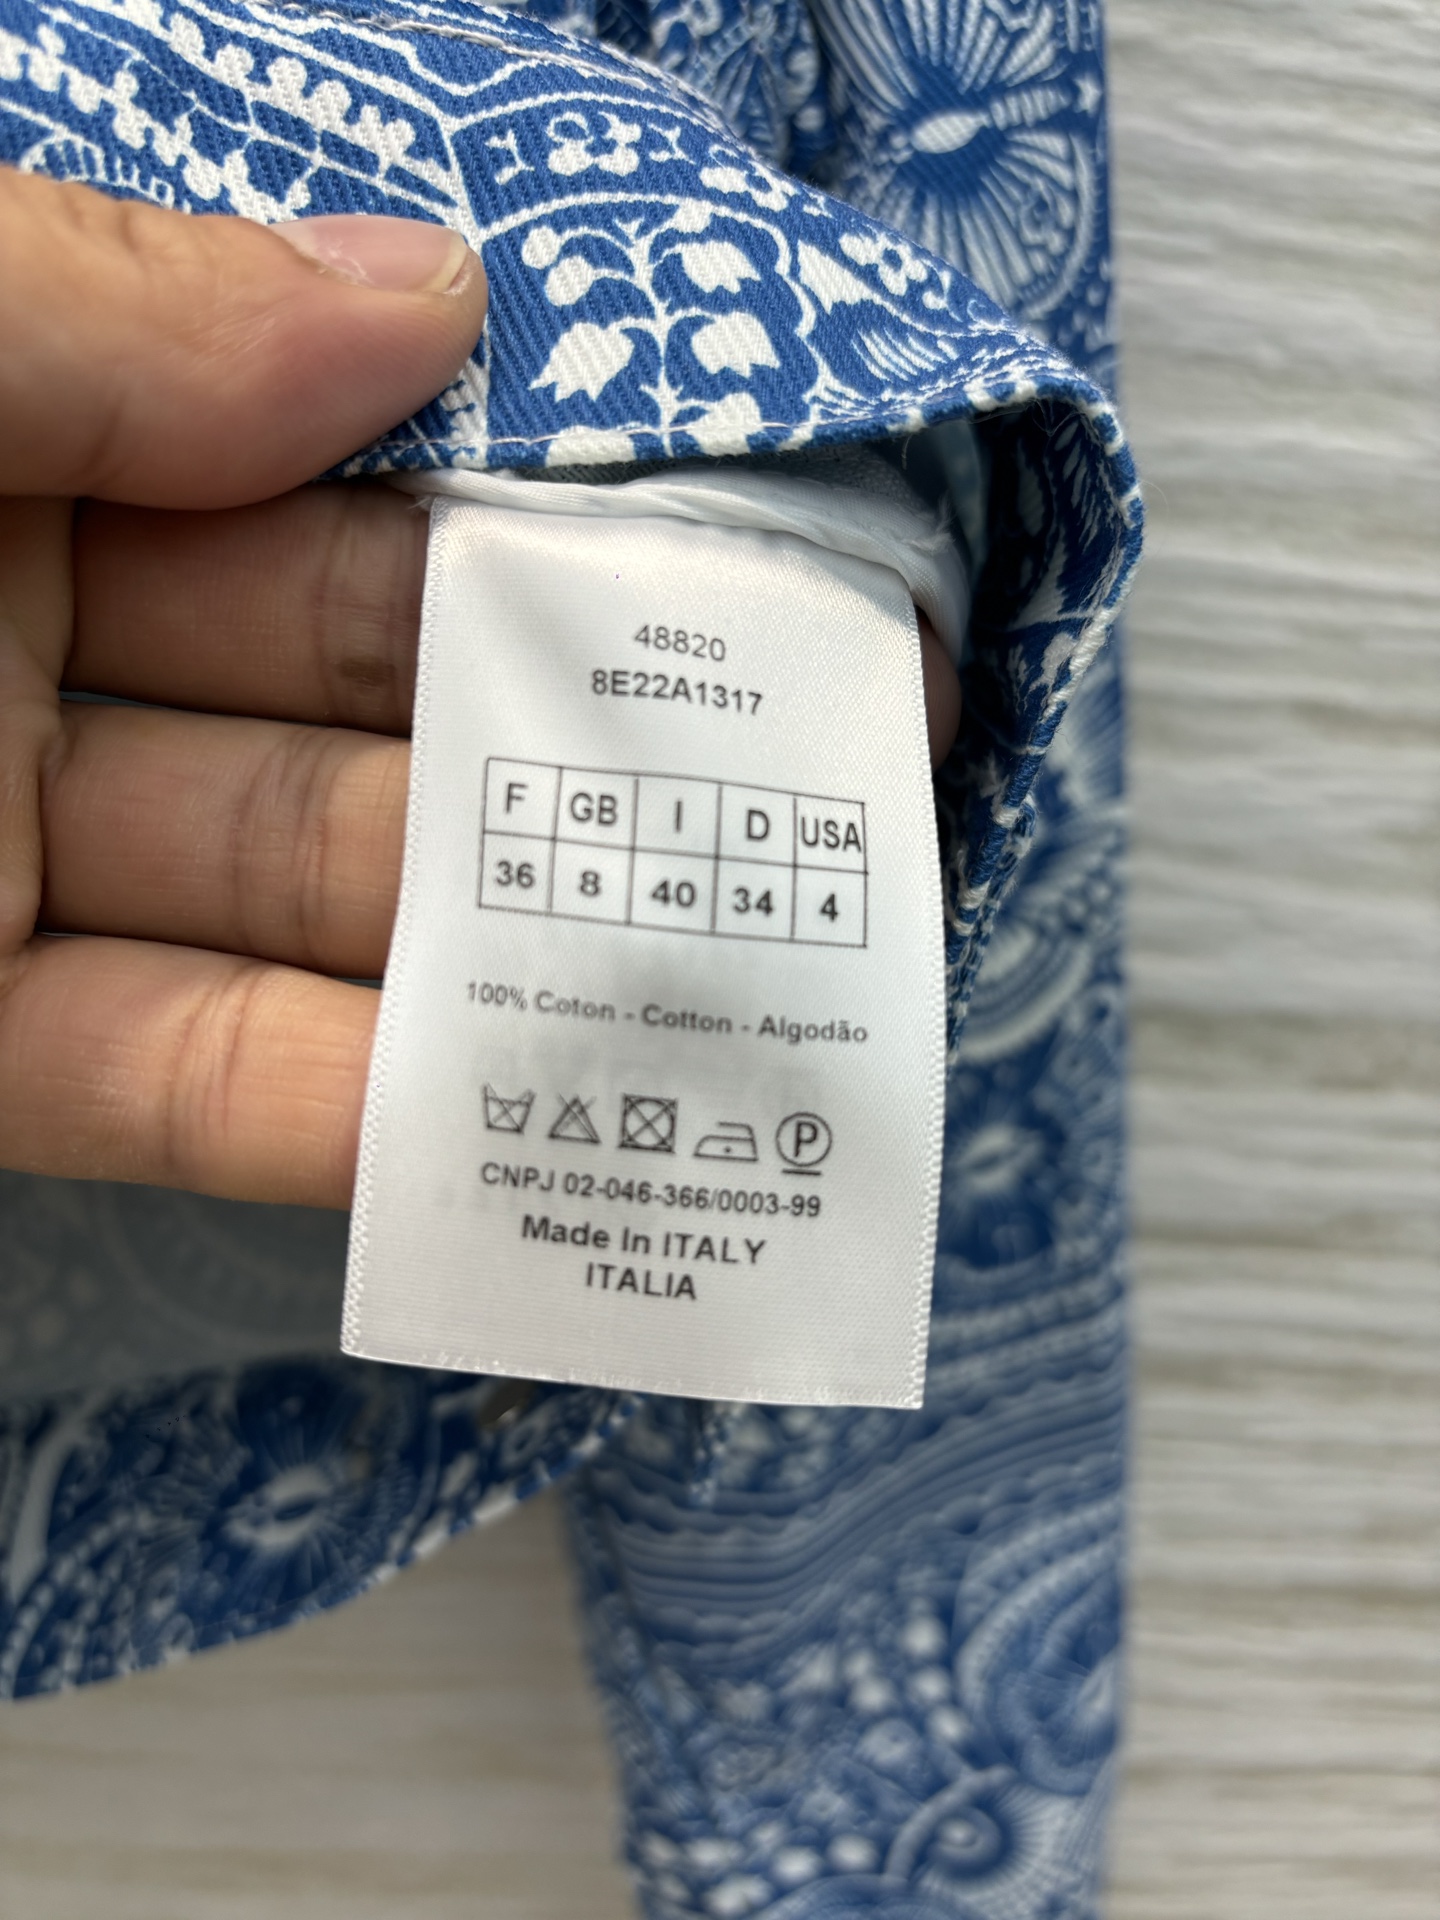 48820
8E22A1317
F GB I D USA
36 8 40 34 4
100% Coton - Cotton - Algodão
P
CNPJ 02-046-366/0003-99
Made In ITALY
ITALIA